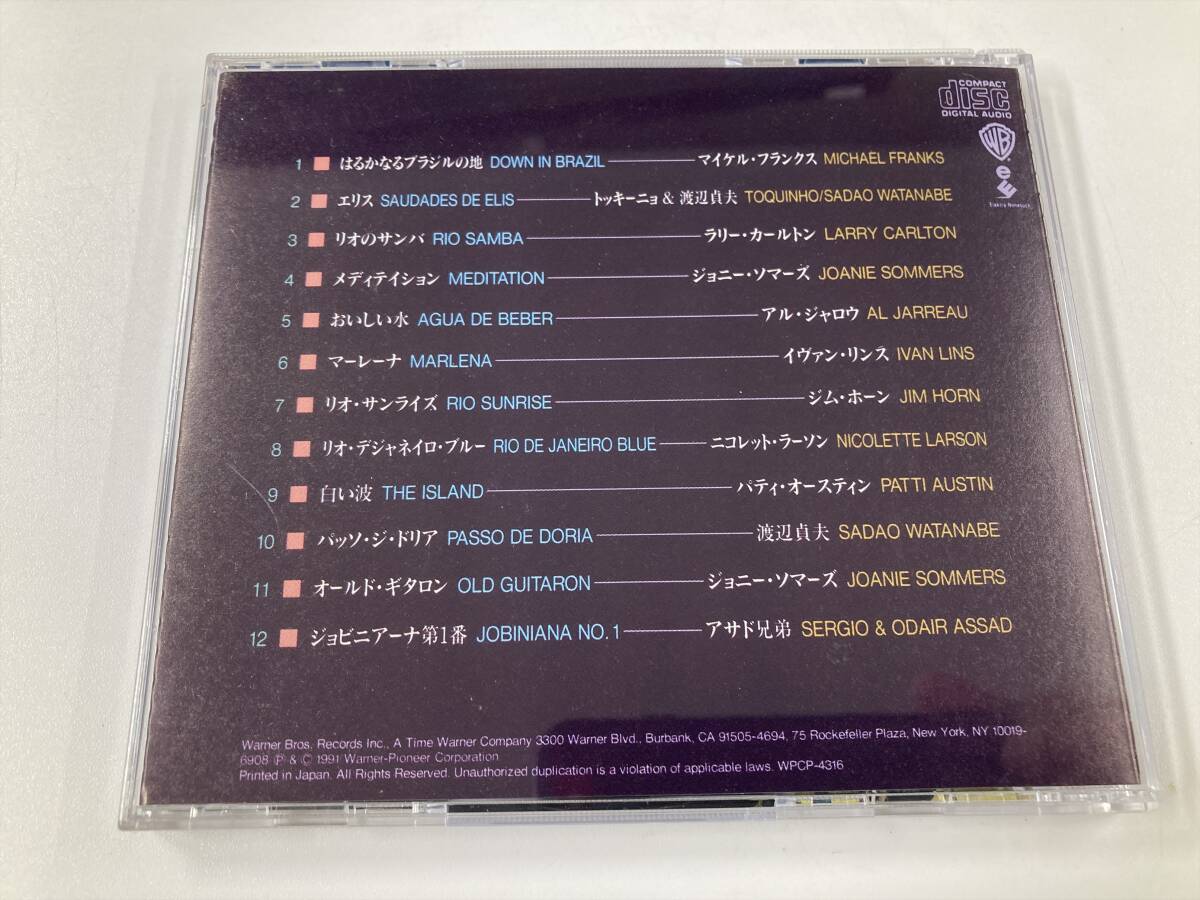 COMPACT
disc
DIGITAL AUDIO
WB
1 はるかなるブラジルの地 DOWN IN BRAZIL マイケル・フランクス MICHAEL FRANKS
2 エリス SAUDADES DE ELIS トッキーニョ & 渡辺貞夫 TOQUINHO/SADAO WATANABE
Elektra Nonesuch
3 リオのサンバ RIO SAMBA ラリー・カールトン LARRY CARLTON
4 メディテイション MEDITATION ジョニー・ソマーズ JOANIE SOMMERS
5 おいしい水 AGUA DE BEBER アル・ジャロウ AL JARREAU
6 マーレーナ MARLENA イヴァン・リンス IVAN LINS
7 リオ・サンライズ RIO SUNRISE ジム・ホーン JIM HORN
8 リオ・デジャネイロ・ブルー RIO DE JANEIRO BLUE ニコレット・ラーソン NICOLETTE LARSON
9 白い波 THE ISLAND パティ・オースティン PATTI AUSTIN
10 パッソ・ジ・ドリア PASSO DE DORIA 渡辺貞夫 SADAO WATANABE
11 オールド・ギタロン OLD GUITARON ジョニー・ソマーズ JOANIE SOMMERS
12 ジョビニアーナ第1番 JOBINIANA NO.1 アサド兄弟 SERGIO & ODAIR ASSAD
Warner Bros. Records Inc., A Time Warner Company 3300 Warner Blvd., Burbank, CA 91505-4694, 75 Rockefeller Plaza, New York, NY 10019-
6908 Ⓟ & © 1991 Warner-Pioneer Corporation
Printed in Japan. All Rights Reserved. Unauthorized duplication is a violation of applicable laws. WPCP-4316